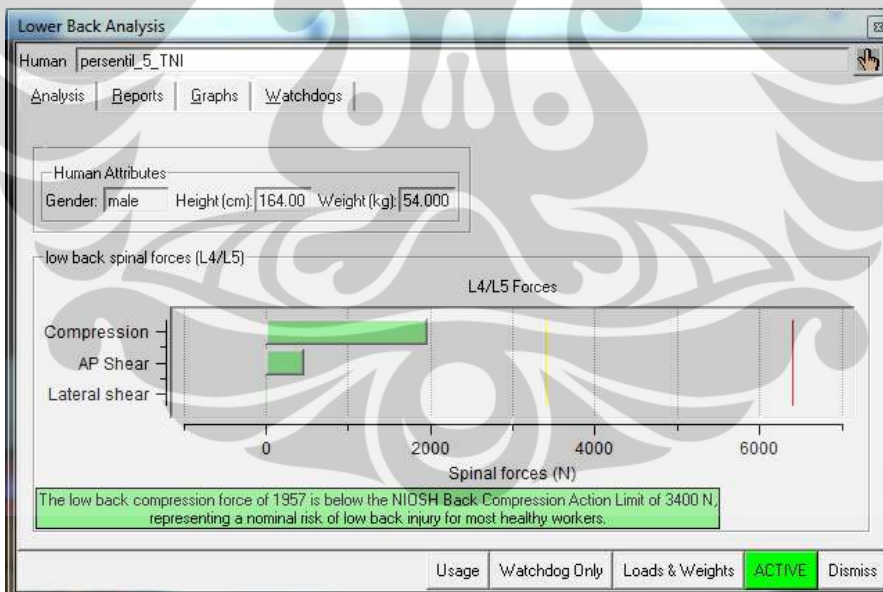 Lower Back Analysis
Human persentil_5_TNI
Analysis Reports Graphs Watchdogs
Human Attributes
Gender: male Height (cm): 164.00 Weight (kg): 54.000
low back spinal forces (L4/L5)
L4/L5 Forces
Compression
AP Shear
Lateral shear
0 2000 4000 6000
Spinal forces (N)
The low back compression force of 1957 is below the NIOSH Back Compression Action Limit of 3400 N,
representing a nominal risk of low back injury for most healthy workers.
Usage Watchdog Only Loads & Weights ACTIVE Dismiss